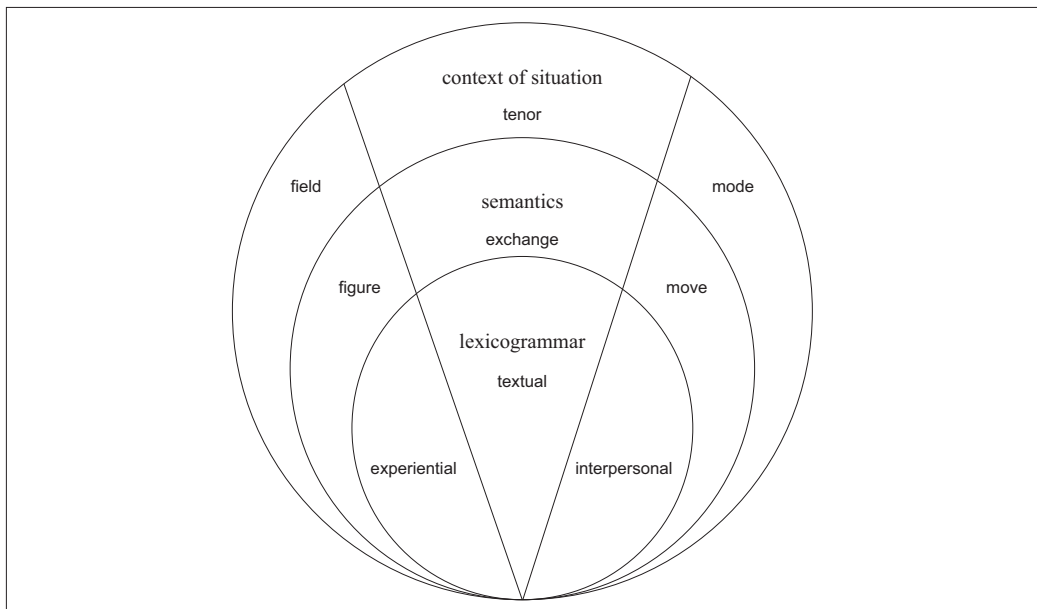 context of situation
tenor
field
mode
semantics
exchange
figure
move
lexicogrammar
textual
experiential
interpersonal